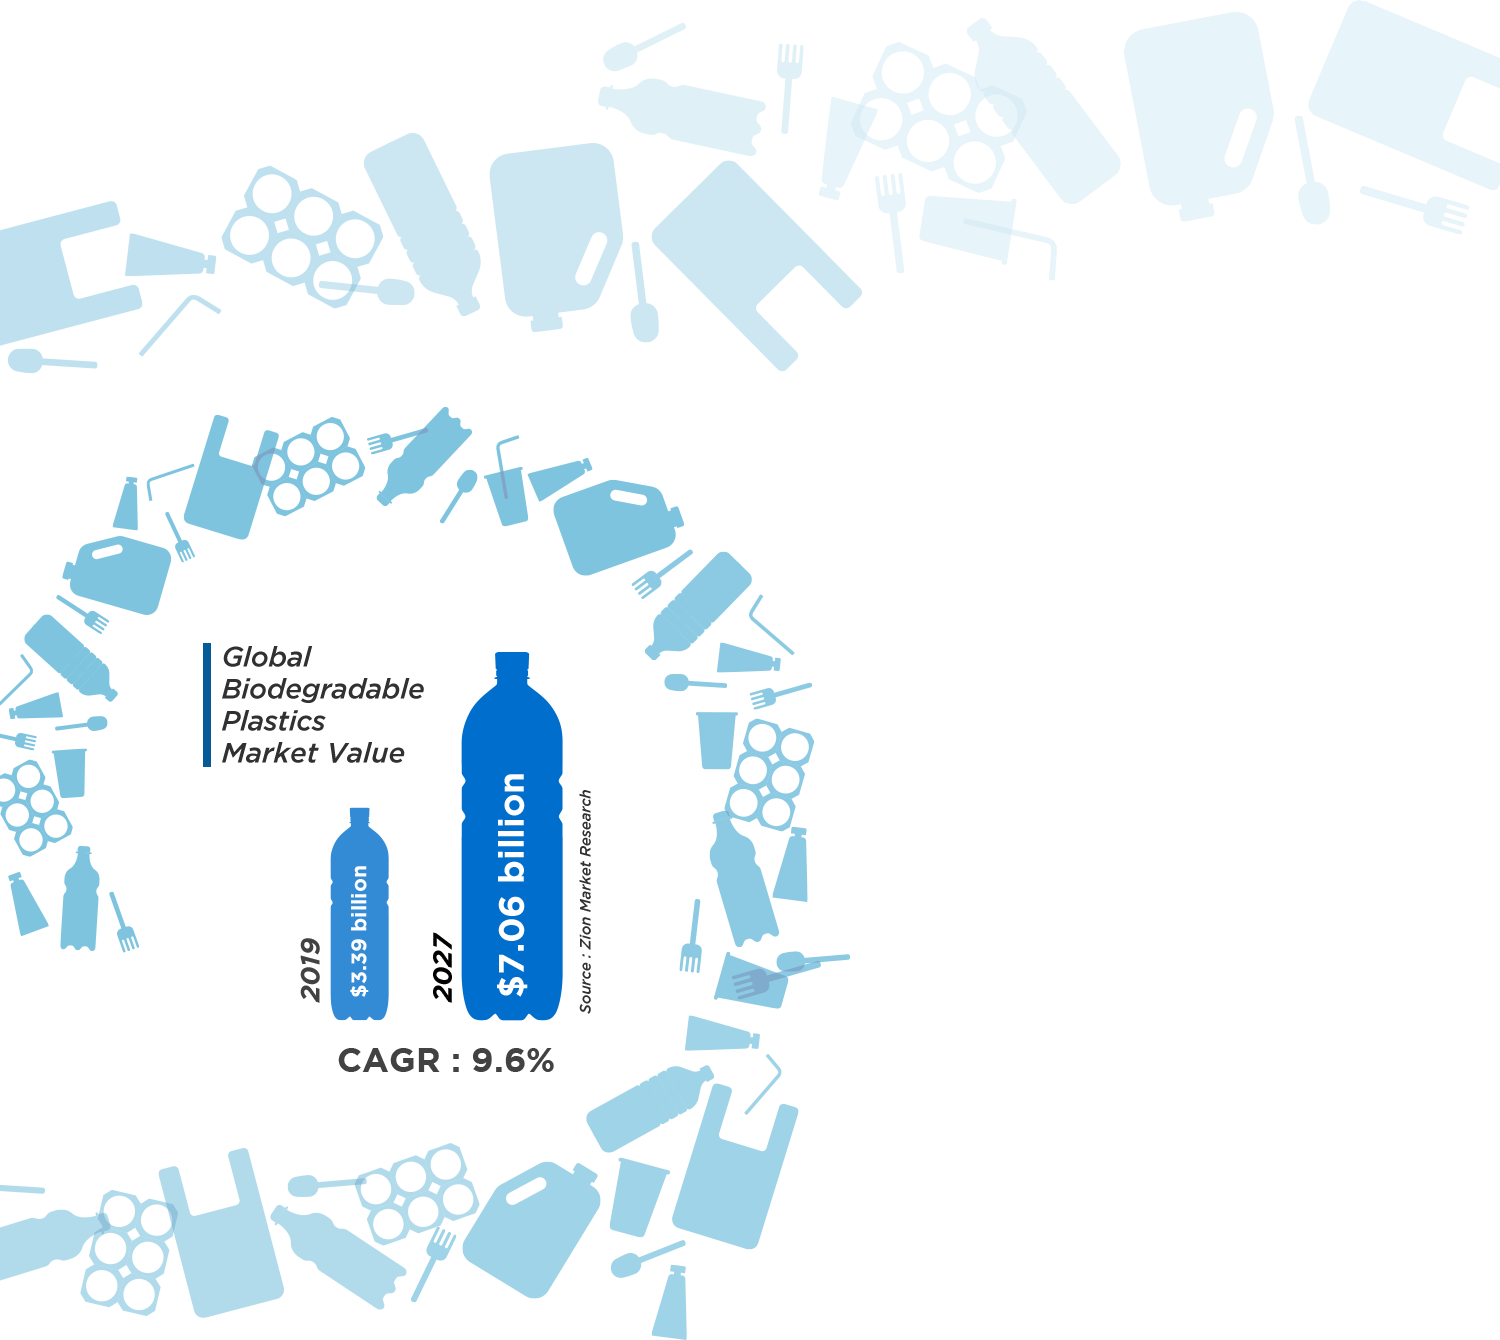 Global
Biodegradable
Plastics
Market Value
2019
$3.39 billion
2027
$7.06 billion
Source : Zion Market Research
CAGR : 9.6%